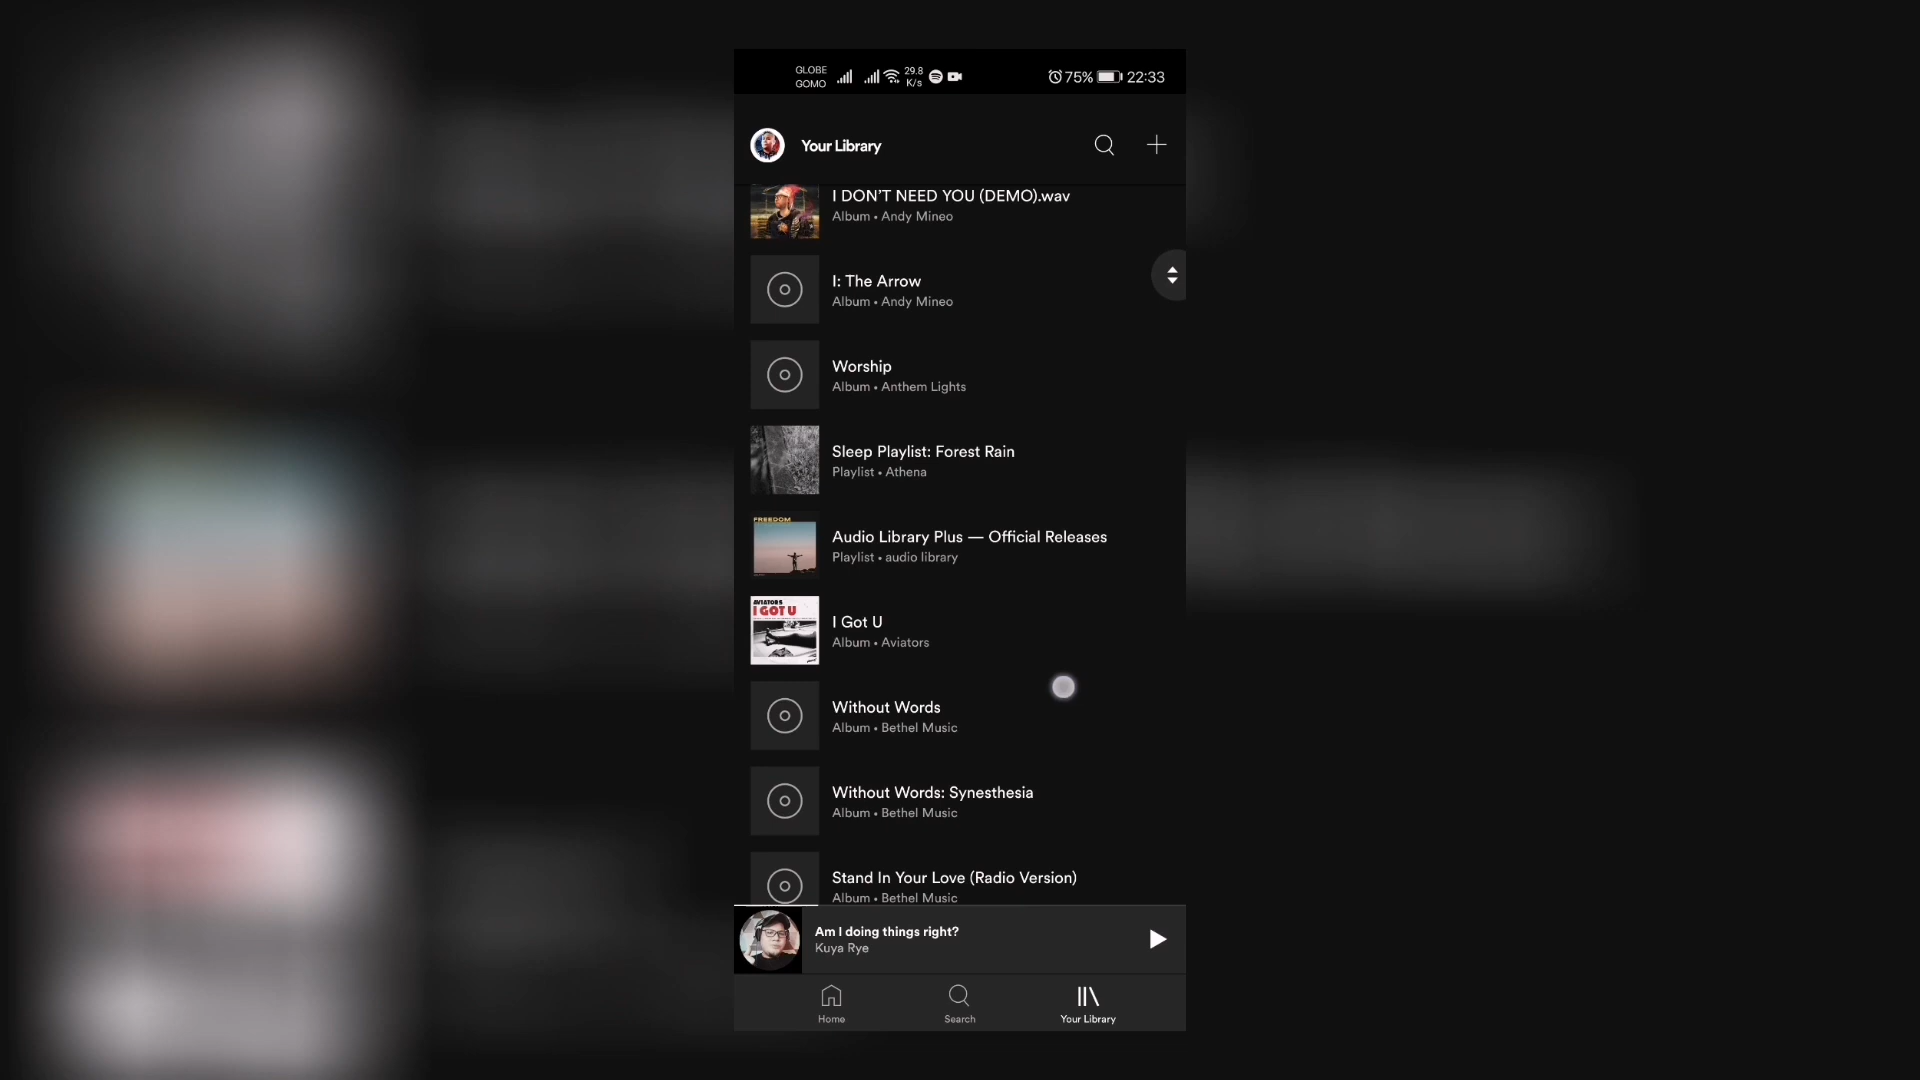 GLOBE
GOMO
29.8
K/s
75%
22:33
Your Library
I DON'T NEED YOU (DEMO).wav
Album • Andy Mineo
I: The Arrow
Album • Andy Mineo
Worship
Album • Anthem Lights
Sleep Playlist: Forest Rain
Playlist • Athena
FREEDOM
Audio Library Plus — Official Releases
Playlist • audio library
AVIATORS
I GOT U
I Got U
Album • Aviators
Without Words
Album • Bethel Music
Without Words: Synesthesia
Album • Bethel Music
Stand In Your Love (Radio Version)
Album • Bethel Music
Am I doing things right?
Kuya Rye
Home
Search
Your Library